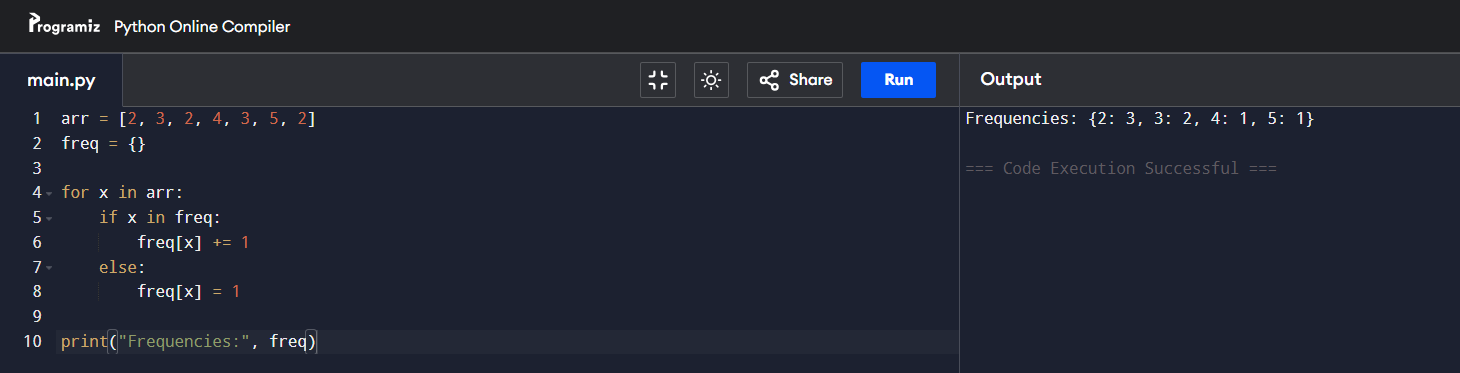 Programiz Python Online Compiler
main.py
Share
Run
Output
1 arr = [2, 3, 2, 4, 3, 5, 2]
2 freq = {}
3
4 for x in arr:
5     if x in freq:
6         freq[x] += 1
7     else:
8         freq[x] = 1
9
10 print("Frequencies:", freq)
Frequencies: {2: 3, 3: 2, 4: 1, 5: 1}
=== Code Execution Successful ===